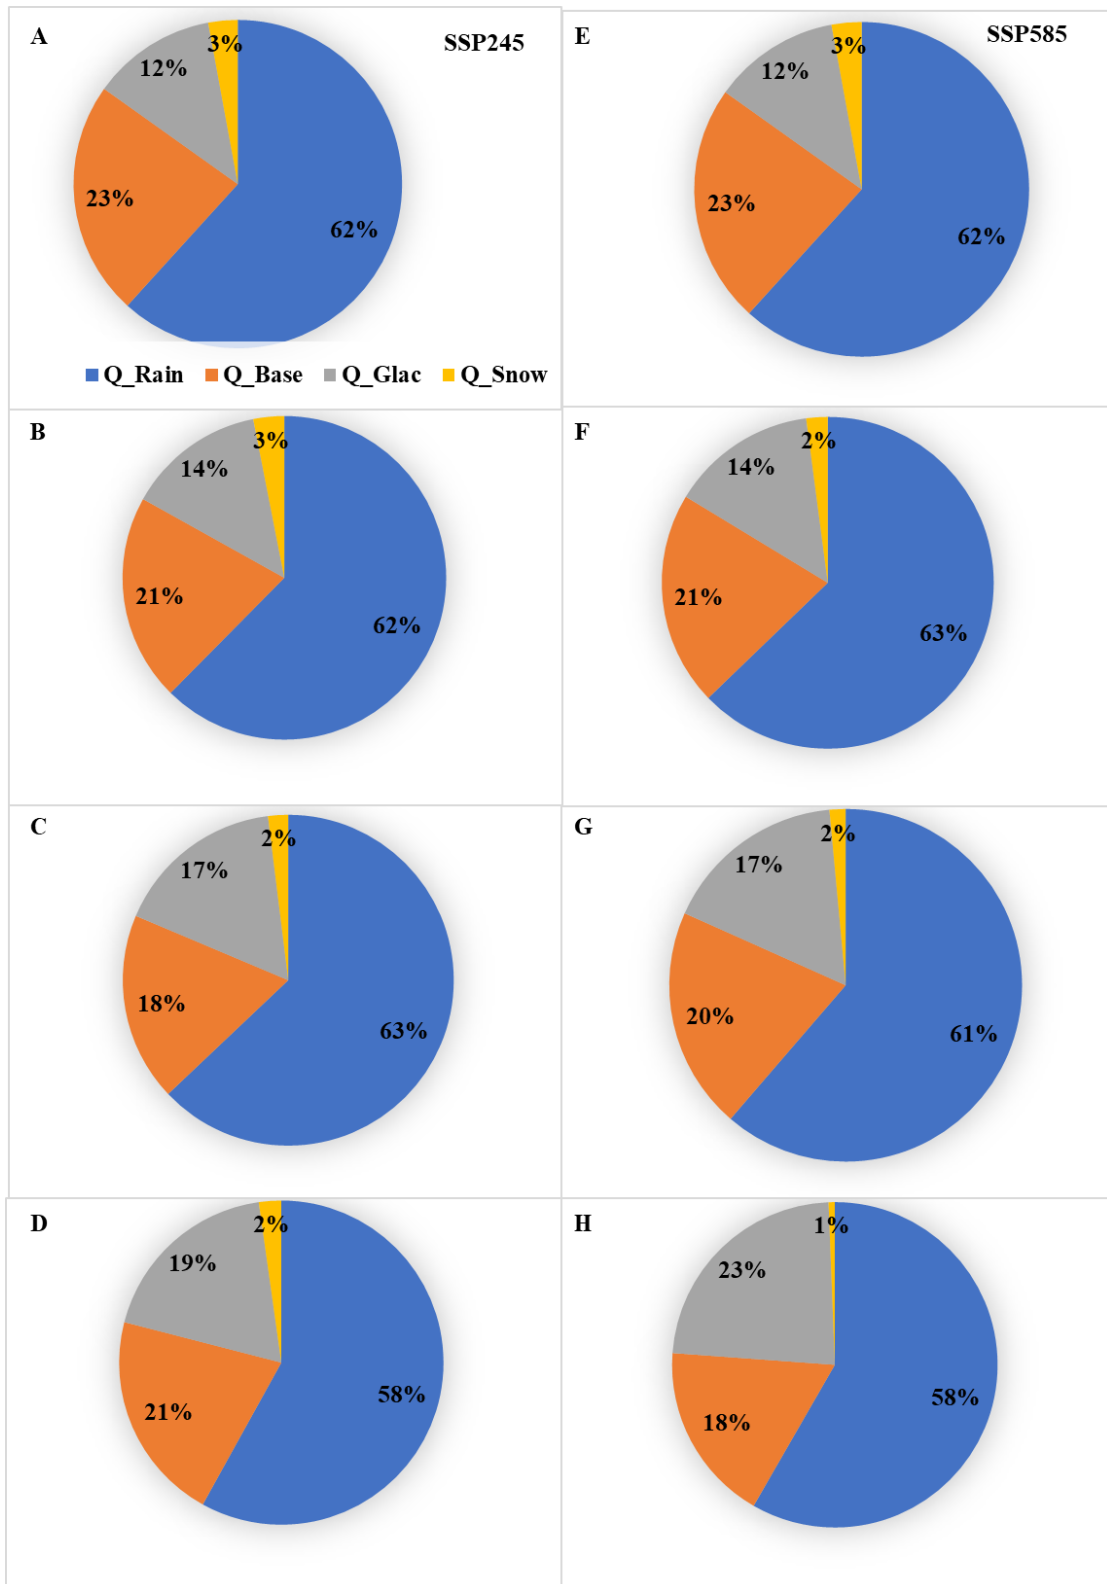 A
SSP245
3%
12%
23%
62%
Q_Rain Q_Base Q_Glac Q_Snow
E
SSP585
3%
12%
23%
62%
B
3%
14%
21%
62%
F
2%
14%
21%
63%
C
2%
17%
18%
63%
G
2%
17%
20%
61%
D
2%
19%
21%
58%
H
1%
23%
18%
58%